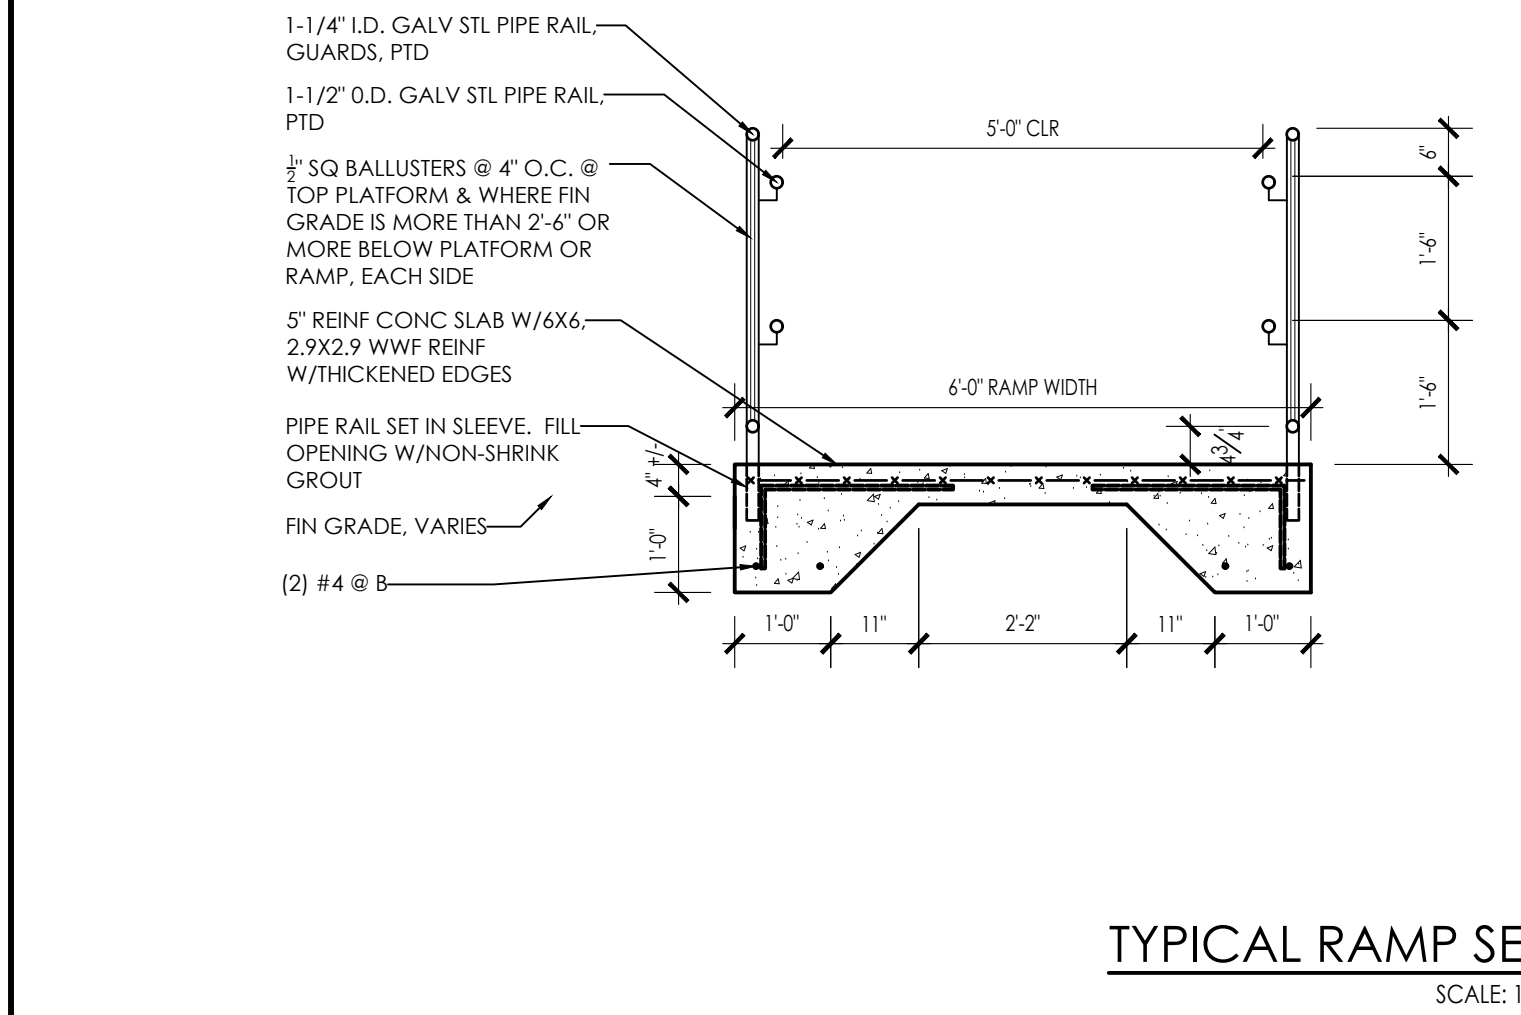 1-1/4" I.D. GALV STL PIPE RAIL,
GUARDS, PTD
1-1/2" 0.D. GALV STL PIPE RAIL,
PTD
1/2" SQ BALLUSTERS @ 4" O.C. @
TOP PLATFORM & WHERE FIN
GRADE IS MORE THAN 2'-6" OR
MORE BELOW PLATFORM OR
RAMP, EACH SIDE
5" REINF CONC SLAB W/6X6,
2.9X2.9 WWF REINF
W/THICKENED EDGES
PIPE RAIL SET IN SLEEVE. FILL
OPENING W/NON-SHRINK
GROUT
FIN GRADE, VARIES
(2) #4 @ B
5'-0" CLR
6"
1'-6"
1'-6"
6'-0" RAMP WIDTH
4 3/4"
4" +/-
1'-0"
1'-0"
11"
2'-2"
11"
1'-0"
TYPICAL RAMP SE
SCALE: 1